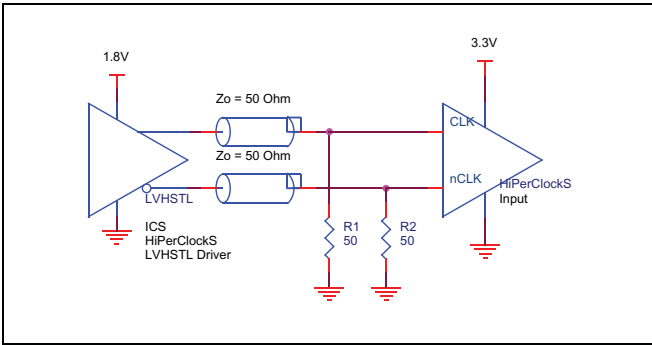 1.8V
3.3V
Zo = 50 Ohm
CLK
Zo = 50 Ohm
nCLK
LVHSTL
HiPerClockS
Input
ICS
HiPerClockS
LVHSTL Driver
R1
50
R2
50